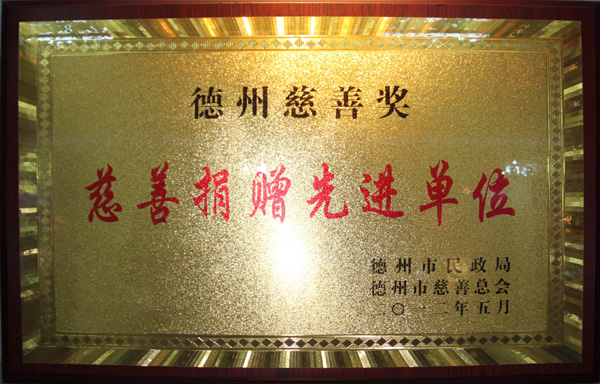 德州慈善奖
慈善捐赠先进单位
德州市民政局
德州市慈善总会
二〇一二年五月